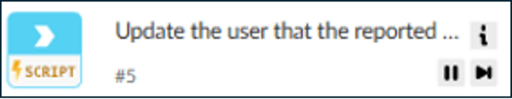 Update the user that the reported ...
SCRIPT
#5